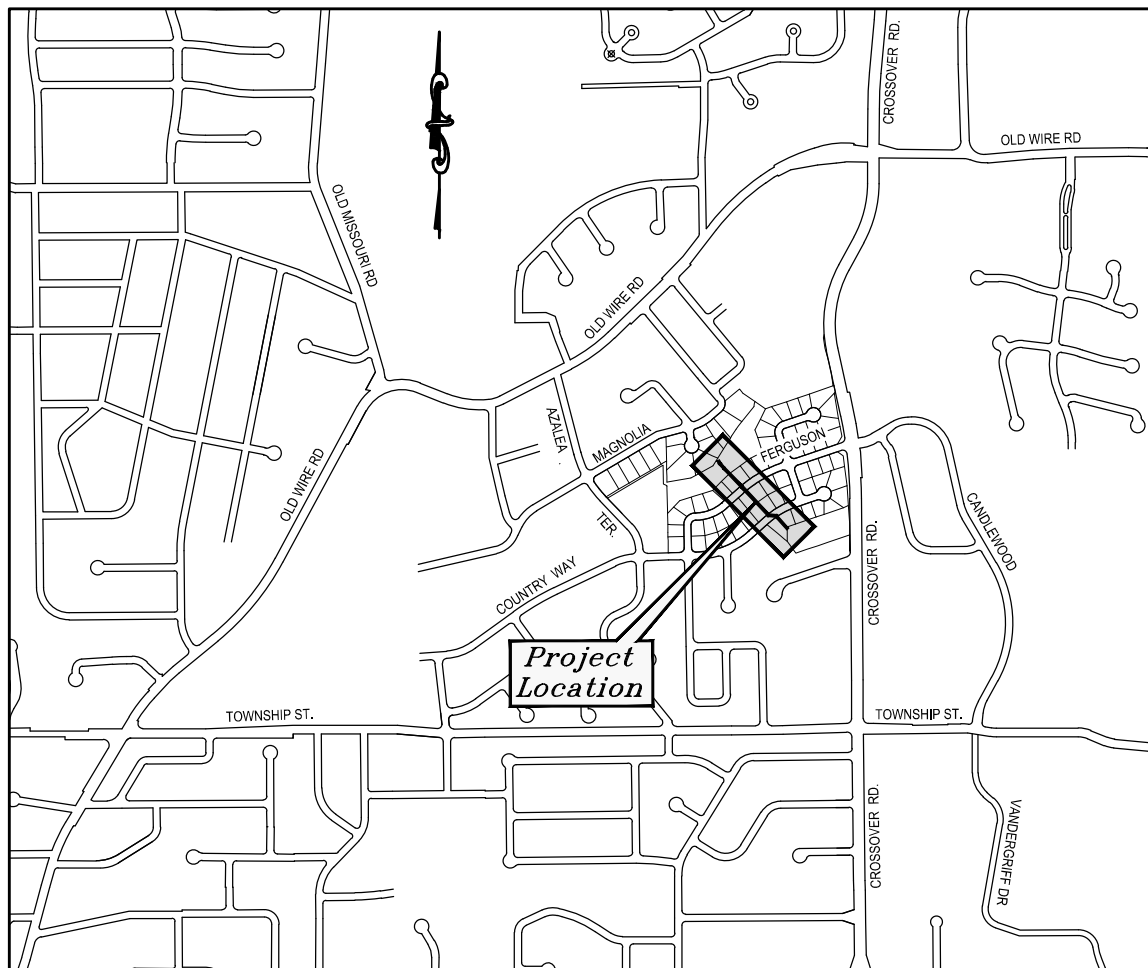 CROSSOVER RD.
OLD WIRE RD
OLD MISSOURI RD
OLD WIRE RD
AZALEA
TER.
MAGNOLIA
FERGUSON
OLD WIRE RD
CANDLEWOOD
CROSSOVER RD.
COUNTRY WAY
Project
Location
TOWNSHIP ST.
TOWNSHIP ST.
CROSSOVER RD.
VANDERGRIFF DR